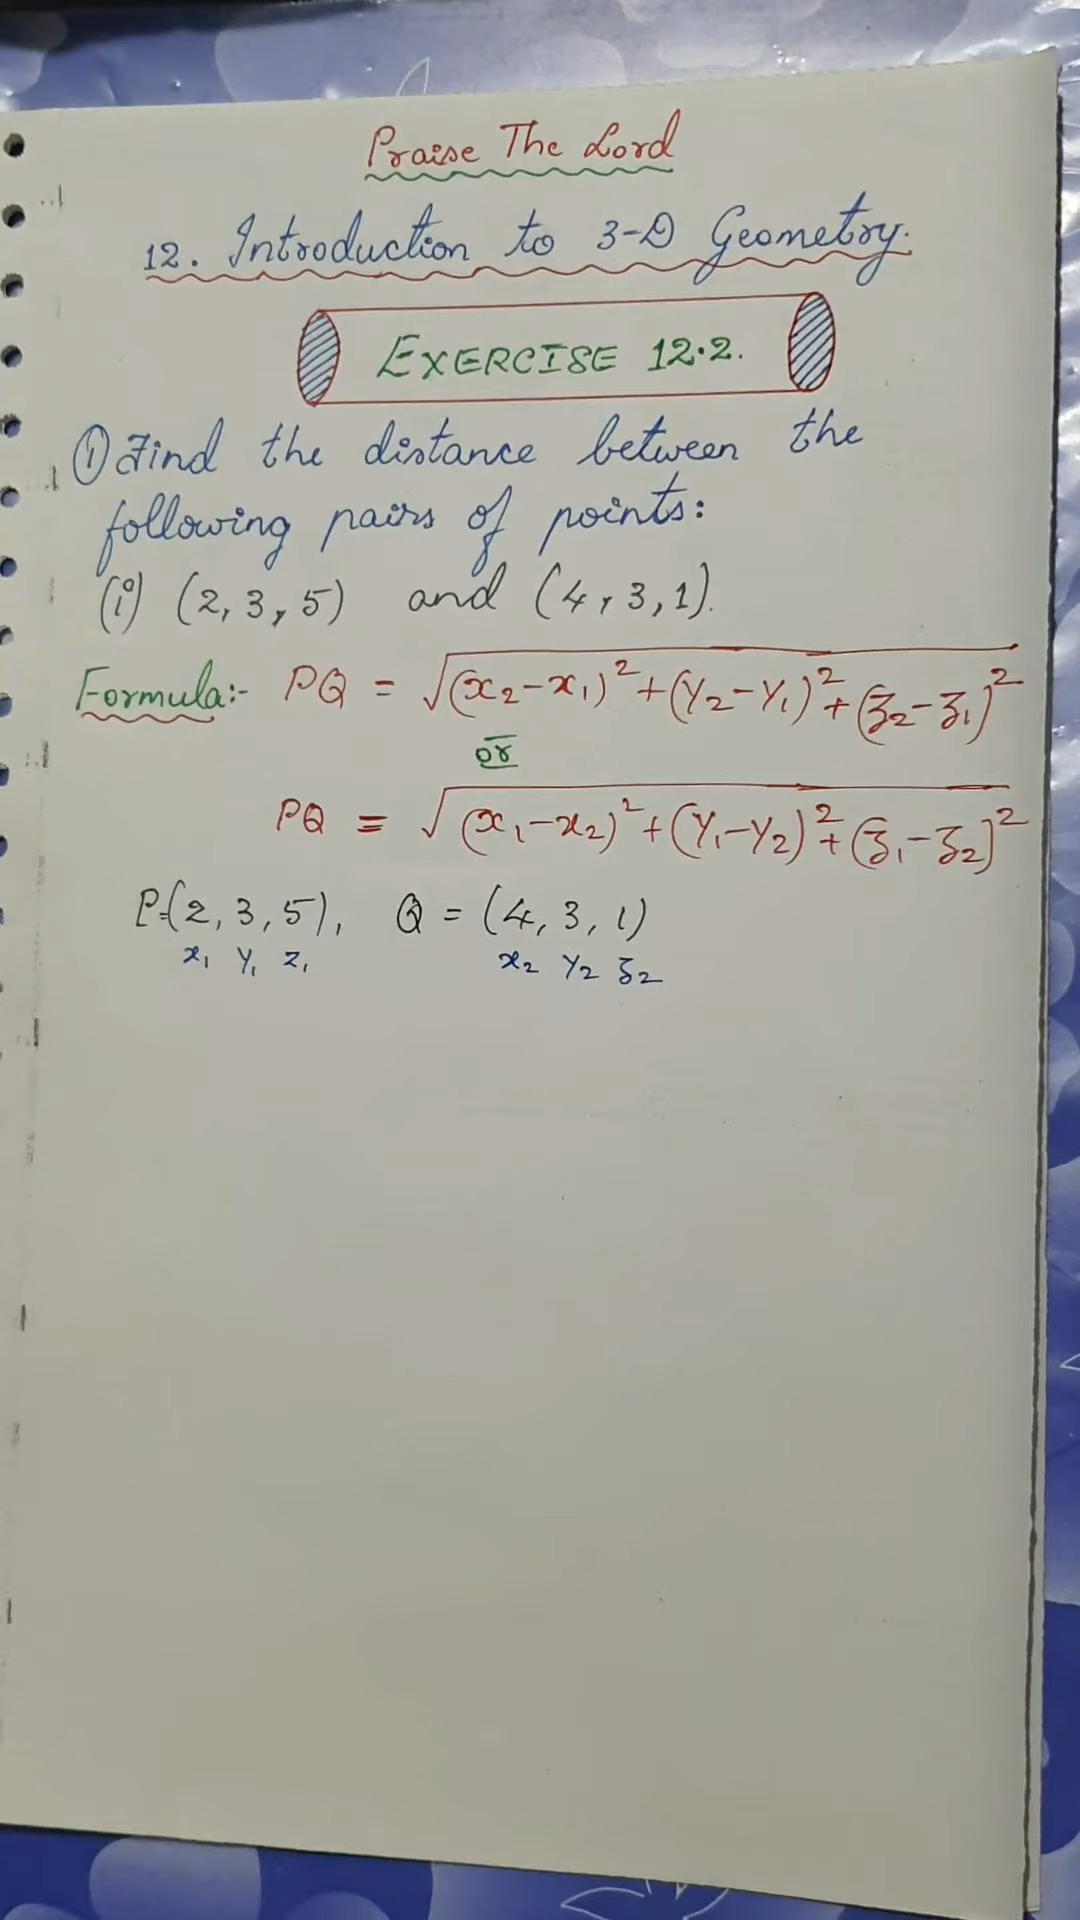 Praise The Lord
12. Introduction to 3-D Geometry.
EXERCISE 12.2.
① Find the distance between the
following pairs of points:
(i) (2, 3, 5) and (4, 3, 1).
Formula:- PQ = √(x₂-x₁)²+(y₂-y₁)²+(z₂-z₁)²
or
PQ = √(x₁-x₂)²+(y₁-y₂)²+(z₁-z₂)²
P=(2, 3, 5), Q = (4, 3, 1)
x₁ y₁ z₁ x₂ y₂ z₂